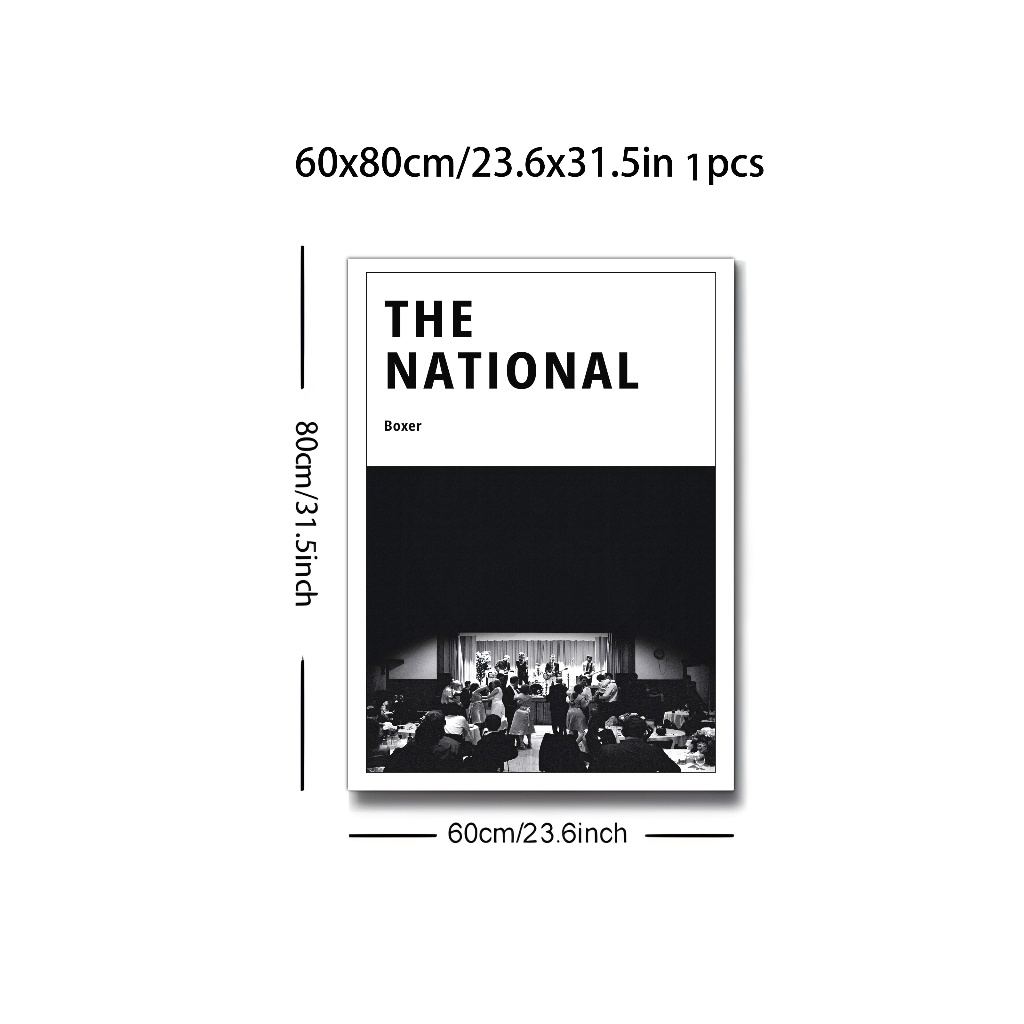 60x80cm/23.6x31.5in 1pcs
THE
NATIONAL
Boxer
80cm/31.5inch
60cm/23.6inch